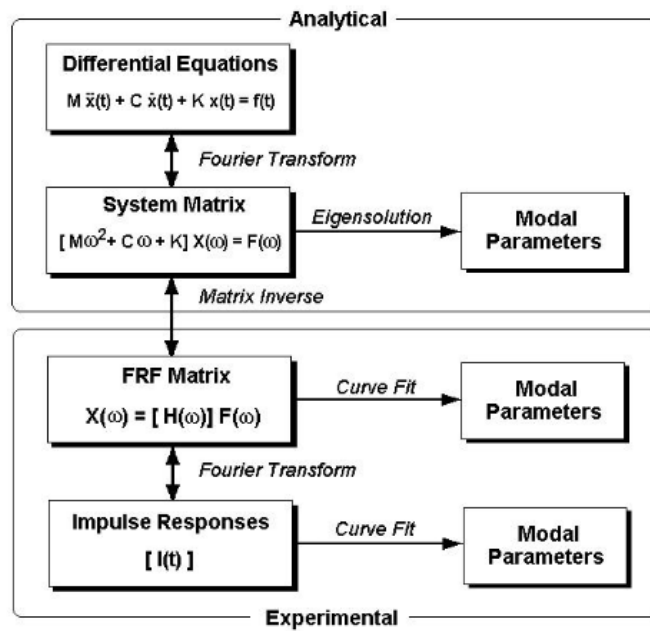 Analytical
Differential Equations
M ẍ(t) + C ẋ(t) + K x(t) = f(t)
Fourier Transform
System Matrix
[ Mω² + C ω + K] X(ω) = F(ω)
Eigensolution
Modal
Parameters
Matrix Inverse
FRF Matrix
X(ω) = [ H(ω)] F(ω)
Curve Fit
Modal
Parameters
Fourier Transform
Impulse Responses
[ I(t) ]
Curve Fit
Modal
Parameters
Experimental